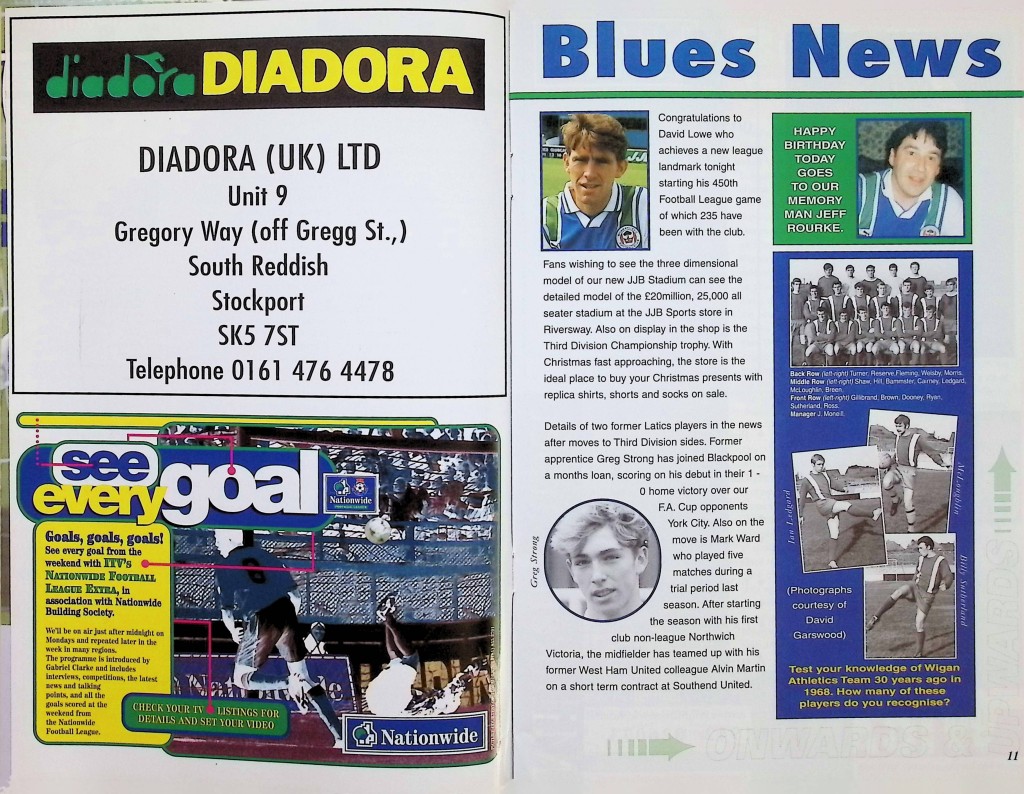 diadora DIADORA
DIADORA (UK) LTD
Unit 9
Gregory Way (off Gregg St.,)
South Reddish
Stockport
SK5 7ST
Telephone 0161 476 4478
see
every goal
Nationwide
Goals, goals, goals!
See every goal from the
weekend with ITV's
NATIONWIDE FOOTBALL
LEAGUE EXTRA, in
association with Nationwide
Building Society.
We'll be on air just after midnight on
Mondays and repeated later in the
week in many regions.
The programme is introduced by
Gabriel Clarke and includes
interviews, competitions, the latest
news and talking
points, and all the
goals scored at the
weekend from
the Nationwide
Football League.
CHECK YOUR TV LISTINGS FOR
DETAILS AND SET YOUR VIDEO
Nationwide
Blues News
Congratulations to
David Lowe who
achieves a new league
landmark tonight
starting his 450th
Football League game
of which 235 have
been with the club.
Fans wishing to see the three dimensional
model of our new JJB Stadium can see the
detailed model of the £20million, 25,000 all
seater stadium at the JJB Sports store in
Riversway. Also on display in the shop is the
Third Division Championship trophy. With
Christmas fast approaching, the store is the
ideal place to buy your Christmas presents with
replica shirts, shorts and socks on sale.
Details of two former Latics players in the news
after moves to Third Division sides. Former
apprentice Greg Strong has joined Blackpool on
a months loan, scoring on his debut in their 1 -
0 home victory over our
F.A. Cup opponents
York City. Also on the
move is Mark Ward
who played five
matches during a
trial period last
season. After starting
the season with his first
club non-league Northwich
Victoria, the midfielder has teamed up with his
former West Ham United colleague Alvin Martin
on a short term contract at Southend United.
Greg Strong
HAPPY
BIRTHDAY
TODAY
GOES
TO OUR
MEMORY
MAN JEFF
ROURKE.
Back Row (left-right) Turner, Reserve, Fleming, Welsby, Morris.
Middle Row (left-right) Shaw, Hill, Bammster, Cairney, Ledgard,
McLoughlin, Breen.
Front Row (left-right) Gillibrand, Brown, Dooney, Ryan,
Sutherland, Ross.
Manager J. Moncll.
McLoughlin
Ian Ledgard
Billy Sutherland
(Photographs
courtesy of
David
Garswood)
Test your knowledge of Wigan
Athletics Team 30 years ago in
1968. How many of these
players do you recognise?
ONWARDS &
11